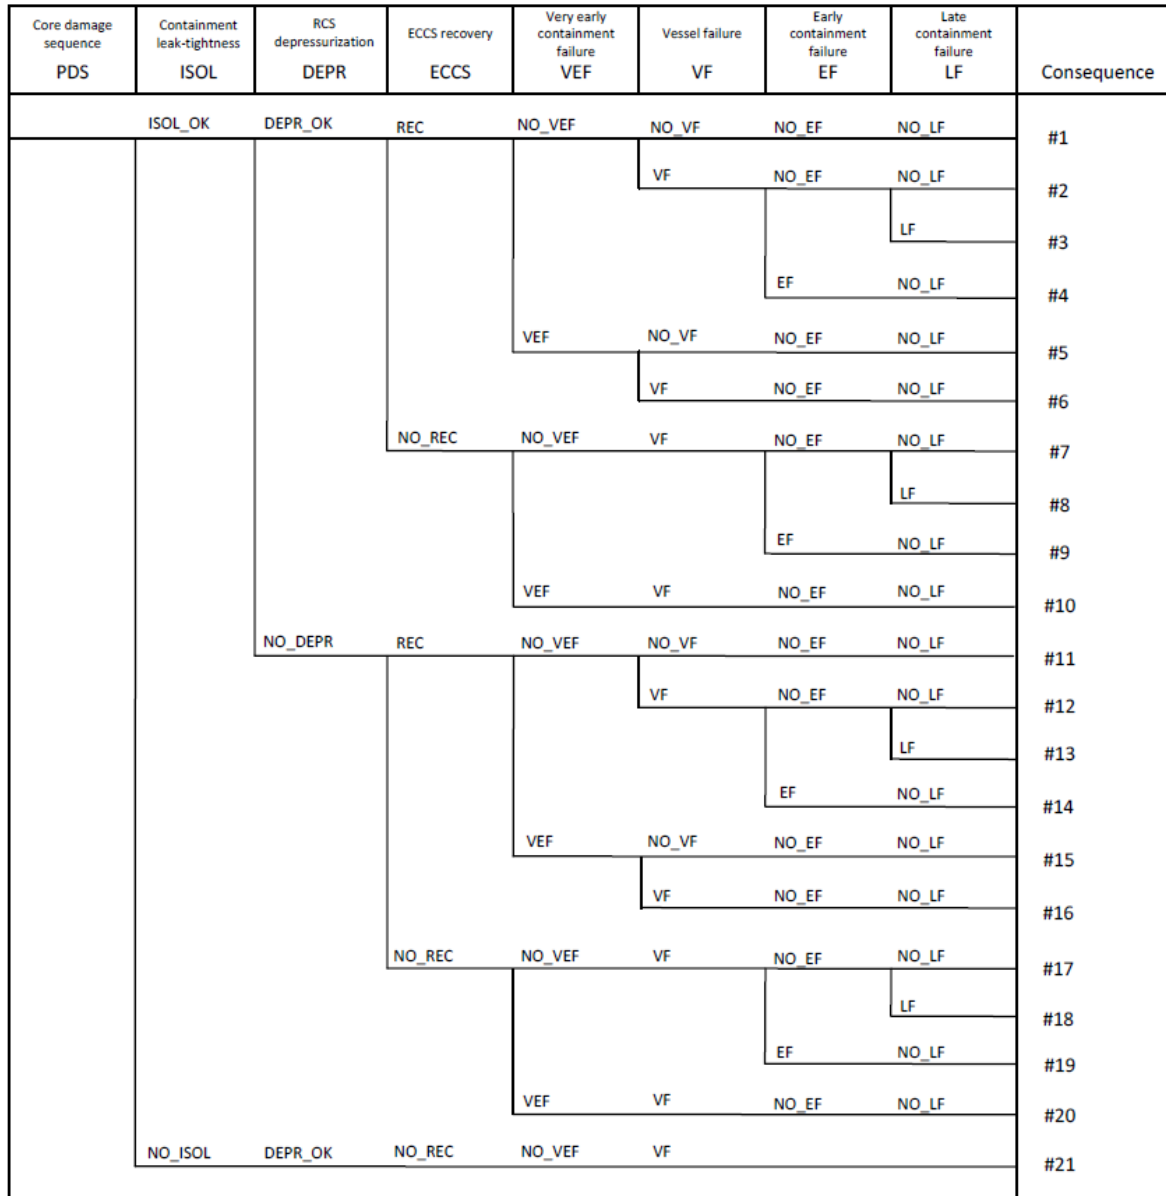 Core damage sequence
PDS
Containment leak-tightness
ISOL
RCS depressurization
DEPR
ECCS recovery
ECCS
Very early containment failure
VEF
Vessel failure
VF
Early containment failure
EF
Late containment failure
LF
Consequence
ISOL_OK DEPR_OK REC NO_VEF NO_VF NO_EF NO_LF #1
VF NO_EF NO_LF #2
LF #3
EF NO_LF #4
VEF NO_VF NO_EF NO_LF #5
VF NO_EF NO_LF #6
NO_REC NO_VEF VF NO_EF NO_LF #7
LF #8
EF NO_LF #9
VEF VF NO_EF NO_LF #10
NO_DEPR REC NO_VEF NO_VF NO_EF NO_LF #11
VF NO_EF NO_LF #12
LF #13
EF NO_LF #14
VEF NO_VF NO_EF NO_LF #15
VF NO_EF NO_LF #16
NO_REC NO_VEF VF NO_EF NO_LF #17
LF #18
EF NO_LF #19
VEF VF NO_EF NO_LF #20
NO_ISOL DEPR_OK NO_REC NO_VEF VF #21